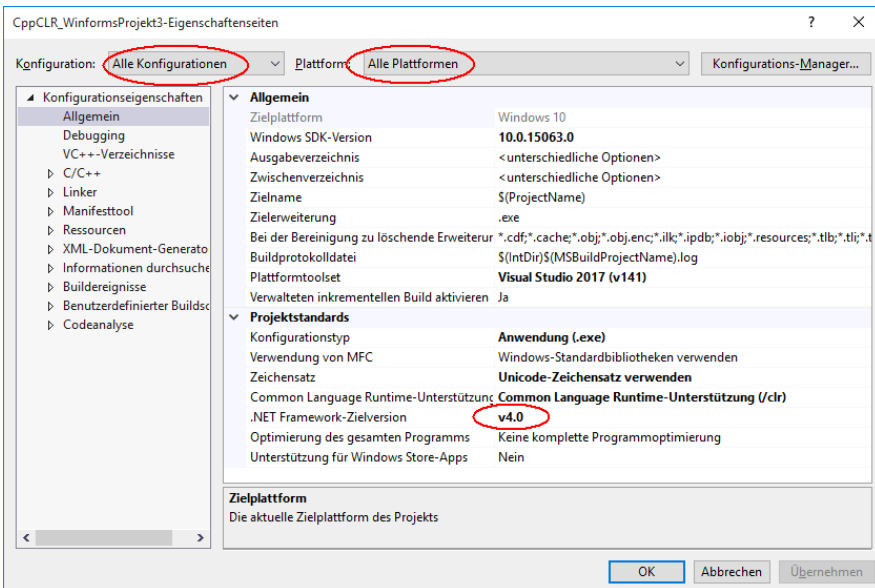 CppCLR_WinformsProjekt3-Eigenschaftenseiten
Konfiguration: Alle Konfigurationen Plattform: Alle Plattformen Konfigurations-Manager...
Konfigurationseigenschaften
Allgemein
Debugging
VC++-Verzeichnisse
C/C++
Linker
Manifesttool
Ressourcen
XML-Dokument-Generato
Informationen durchsuche
Buildereignisse
Benutzerdefinierter Buildsc
Codeanalyse
Allgemein
Zielplattform Windows 10
Windows SDK-Version 10.0.15063.0
Ausgabeverzeichnis <unterschiedliche Optionen>
Zwischenverzeichnis <unterschiedliche Optionen>
Zielname $(ProjectName)
Zielerweiterung .exe
Bei der Bereinigung zu löschende Erweiterur *.cdf;*.cache;*.obj;*.obj.enc;*.ilk;*.ipdb;*.iobj;*.resources;*.tlb;*.tli;*.t
Buildprotokolldatei $(IntDir)$(MSBuildProjectName).log
Plattformtoolset Visual Studio 2017 (v141)
Verwalteten inkrementellen Build aktivieren Ja
Projektstandards
Konfigurationstyp Anwendung (.exe)
Verwendung von MFC Windows-Standardbibliotheken verwenden
Zeichensatz Unicode-Zeichensatz verwenden
Common Language Runtime-Unterstützung Common Language Runtime-Unterstützung (/clr)
.NET Framework-Zielversion v4.0
Optimierung des gesamten Programms Keine komplette Programmoptimierung
Unterstützung für Windows Store-Apps Nein
Zielplattform
Die aktuelle Zielplattform des Projekts
OK Abbrechen Übernehmen